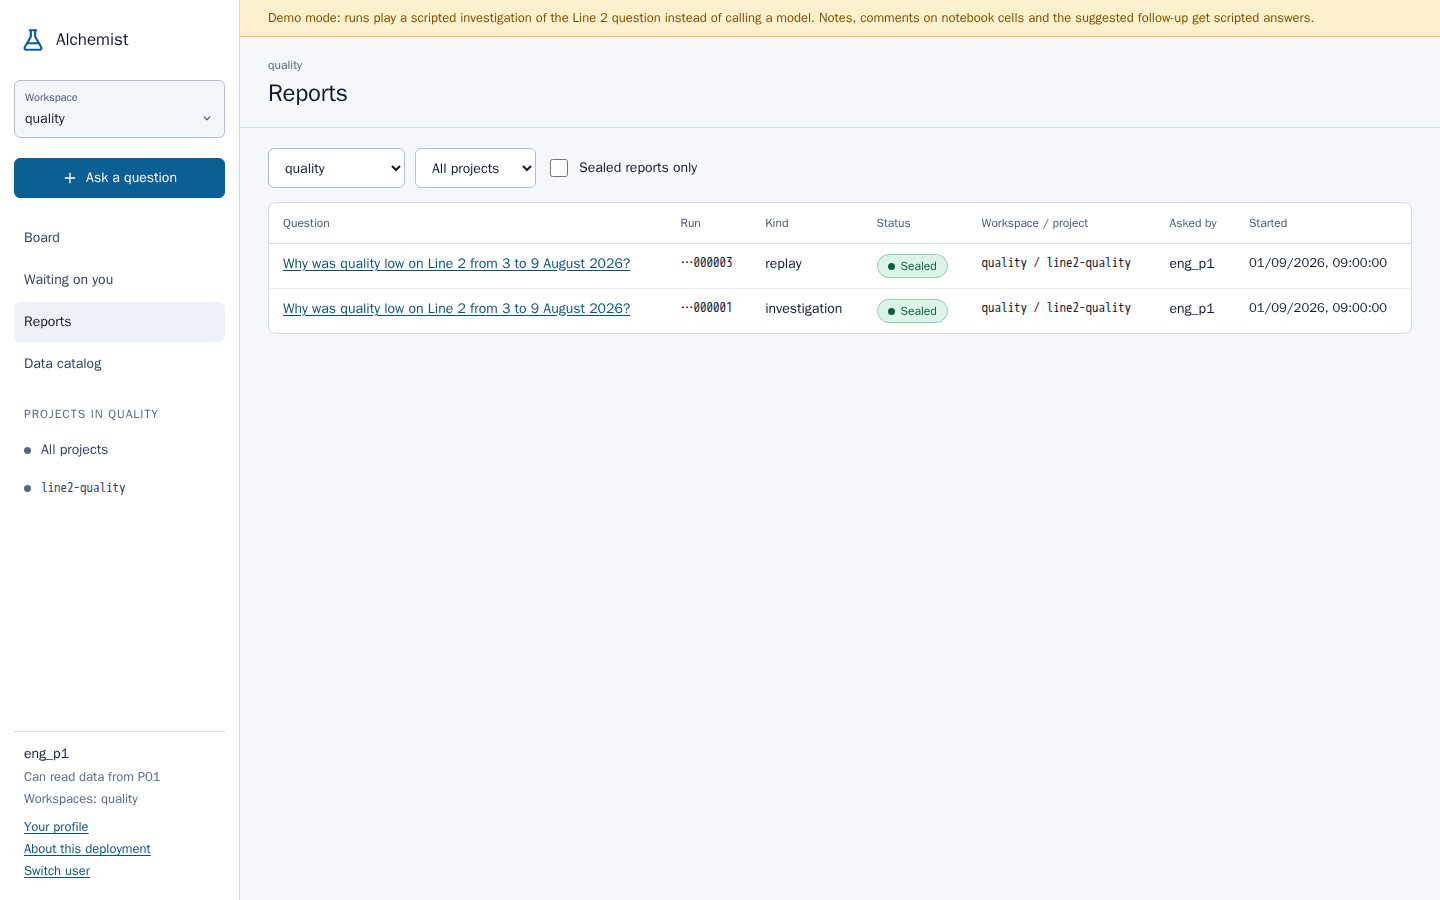 Demo mode: runs play a scripted investigation of the Line 2 question instead of calling a model. Notes, comments on notebook cells and the suggested follow-up get scripted answers.
Alchemist
Workspace
quality
Ask a question
Board
Waiting on you
Reports
Data catalog
PROJECTS IN QUALITY
All projects
line2-quality
eng_p1
Can read data from P01
Workspaces: quality
Your profile
About this deployment
Switch user
quality
Reports
quality All projects Sealed reports only
Question Run Kind Status Workspace / project Asked by Started
Why was quality low on Line 2 from 3 to 9 August 2026? ⋯000003 replay Sealed quality / line2-quality eng_p1 01/09/2026, 09:00:00
Why was quality low on Line 2 from 3 to 9 August 2026? ⋯000001 investigation Sealed quality / line2-quality eng_p1 01/09/2026, 09:00:00